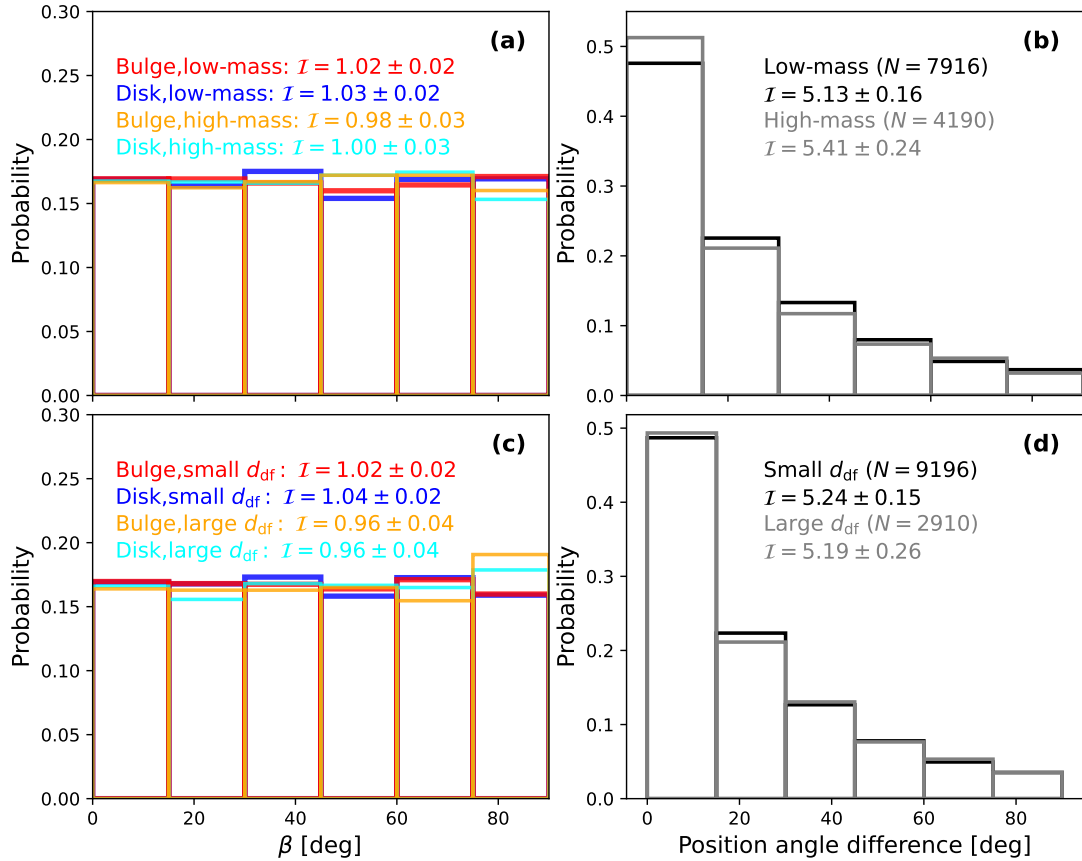 0.30
0.25
0.20
0.15
0.10
0.05
0.00
Probability
(a)
Bulge,low-mass: ℐ = 1.02 ± 0.02
Disk,low-mass: ℐ = 1.03 ± 0.02
Bulge,high-mass: ℐ = 0.98 ± 0.03
Disk,high-mass: ℐ = 1.00 ± 0.03
0.5
0.4
0.3
0.2
0.1
0.0
Probability
(b)
Low-mass (N = 7916)
ℐ = 5.13 ± 0.16
High-mass (N = 4190)
ℐ = 5.41 ± 0.24
0.30
0.25
0.20
0.15
0.10
0.05
0.00
Probability
(c)
Bulge,small d_df : ℐ = 1.02 ± 0.02
Disk,small d_df : ℐ = 1.04 ± 0.02
Bulge,large d_df : ℐ = 0.96 ± 0.04
Disk,large d_df : ℐ = 0.96 ± 0.04
0 20 40 60 80
β [deg]
0.5
0.4
0.3
0.2
0.1
0.0
Probability
(d)
Small d_df (N = 9196)
ℐ = 5.24 ± 0.15
Large d_df (N = 2910)
ℐ = 5.19 ± 0.26
20 40 60 80
Position angle difference [deg]